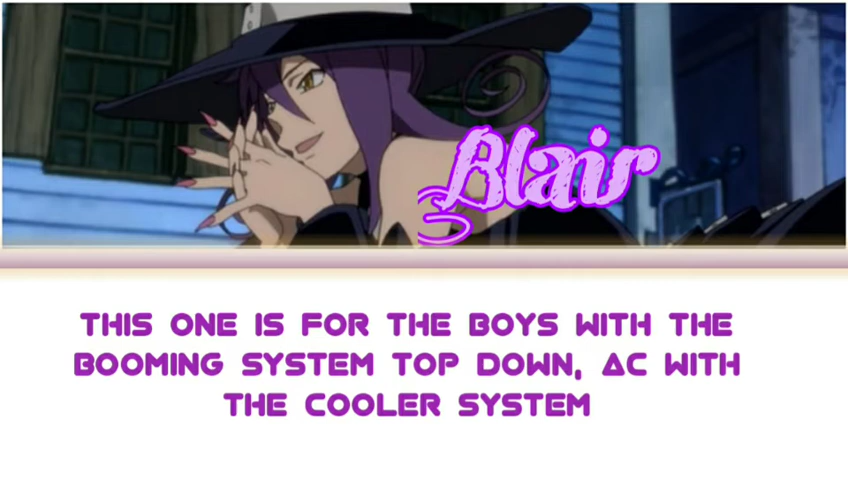 Blair
THIS ONE IS FOR THE BOYS WITH THE
BOOMING SYSTEM TOP DOWN, AC WITH
THE COOLER SYSTEM